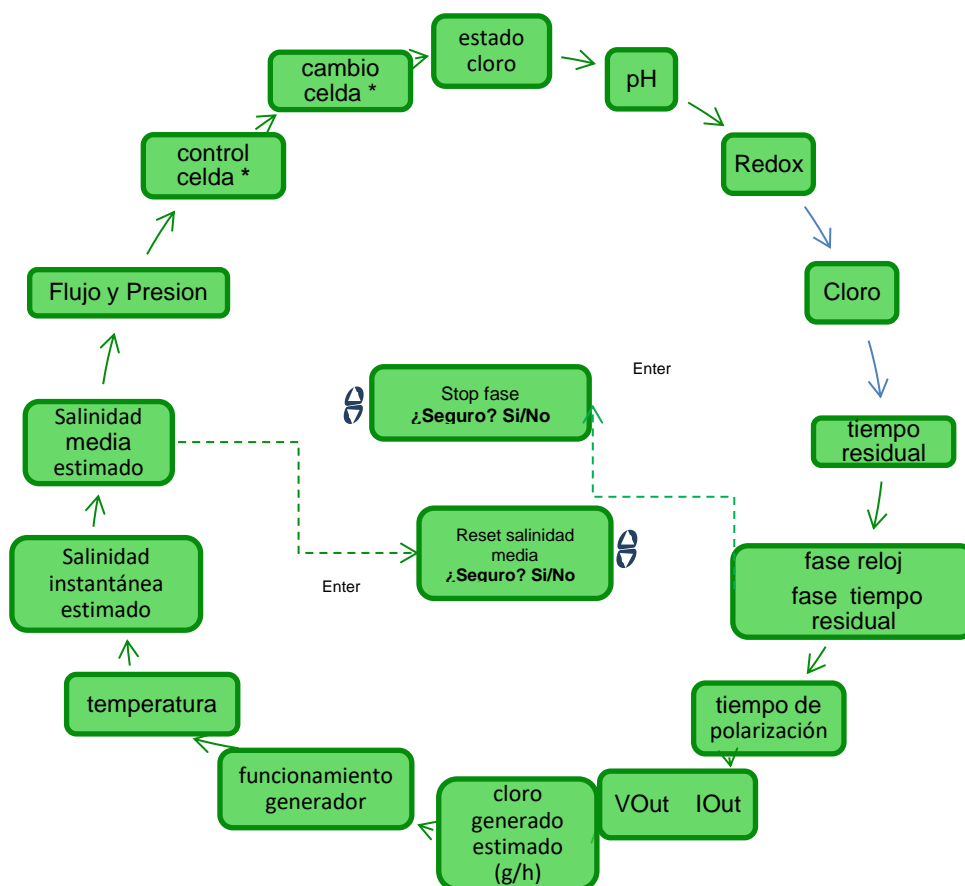 estado
cloro
cambio
celda *
pH
control
celda *
Redox
Flujo y Presion
Cloro
Enter
Stop fase
¿Seguro? Si/No
Salinidad
media
estimado
tiempo
residual
Reset salinidad
media
¿Seguro? Si/No
Enter
Salinidad
instantánea
estimado
fase reloj
fase tiempo
residual
temperatura
tiempo de
polarización
funcionamiento
generador
cloro
generado
estimado
(g/h)
VOut IOut